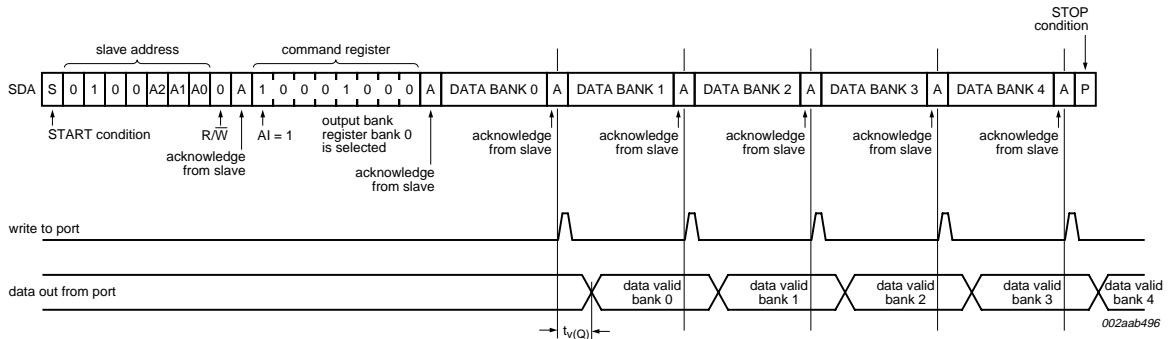 STOP
condition
slave address
command register
SDA S 0 1 0 0 A2 A1 A0 0 A 1 0 0 0 1 0 0 0 A DATA BANK 0 A DATA BANK 1 A DATA BANK 2 A DATA BANK 3 A DATA BANK 4 A P
START condition
R/W̅
acknowledge
from slave
AI = 1
output bank
register bank 0
is selected
acknowledge
from slave
acknowledge
from slave
acknowledge
from slave
acknowledge
from slave
acknowledge
from slave
acknowledge
from slave
write to port
data out from port
data valid
bank 0
data valid
bank 1
data valid
bank 2
data valid
bank 3
data valid
bank 4
tv(Q)
002aab496